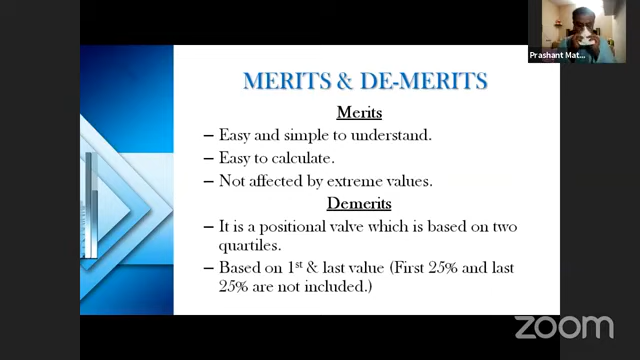 Prashant Mat...
MERITS & DE-MERITS
Merits
– Easy and simple to understand.
– Easy to calculate.
– Not affected by extreme values.
Demerits
– It is a positional valve which is based on two
quartiles.
– Based on 1st & last value (First 25% and last
25% are not included.)
zoom